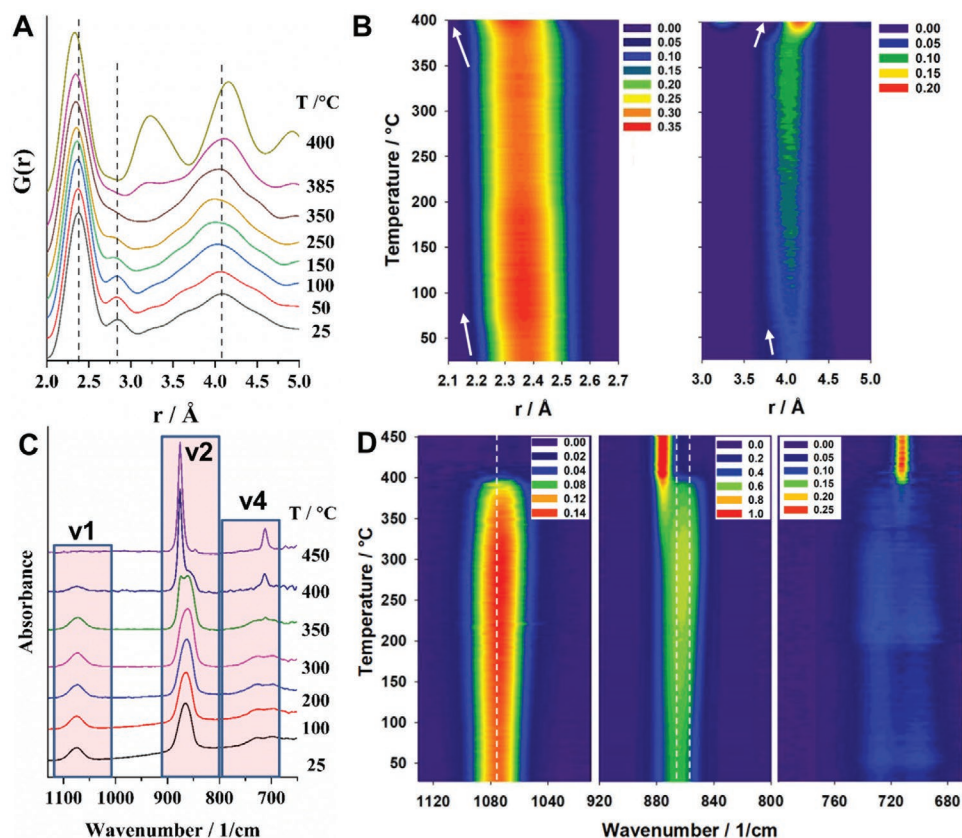 A
G(r)
T /°C
400
385
350
250
150
100
50
25
2.0 2.5 3.0 3.5 4.0 4.5 5.0
r / Å
B
Temperature / °C
400
350
300
250
200
150
100
50
2.1 2.2 2.3 2.4 2.5 2.6 2.7
r / Å
0.00
0.05
0.10
0.15
0.20
0.25
0.30
0.35
3.0 3.5 4.0 4.5 5.0
r / Å
0.00
0.05
0.10
0.15
0.20
C
Absorbance
v1
v2
v4
T / °C
450
400
350
300
200
100
25
1100 1000 900 800 700
Wavenumber / 1/cm
D
Temperature / °C
450
400
350
300
250
200
150
100
50
0.00
0.02
0.04
0.08
0.12
0.14
0.0
0.2
0.4
0.6
0.8
1.0
0.00
0.05
0.10
0.15
0.20
0.25
1120 1080 1040 920 880 840 800 760 720 680
Wavenumber / 1/cm